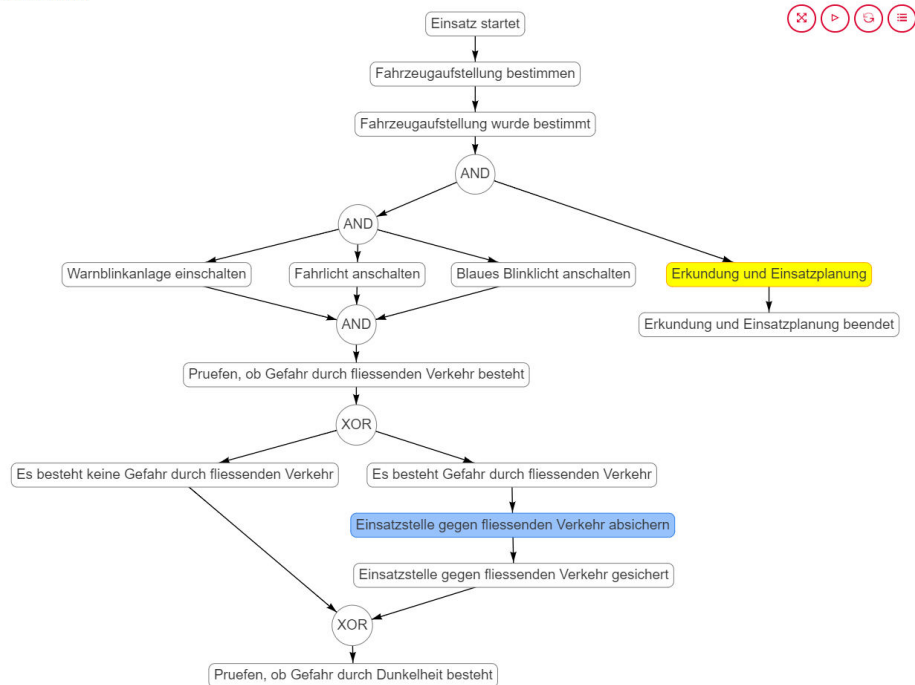 Einsatz startet
Fahrzeugaufstellung bestimmen
Fahrzeugaufstellung wurde bestimmt
AND
AND
Warnblinkanlage einschalten
Fahrlicht anschalten
Blaues Blinklicht anschalten
Erkundung und Einsatzplanung
AND
Erkundung und Einsatzplanung beendet
Pruefen, ob Gefahr durch fliessenden Verkehr besteht
XOR
Es besteht keine Gefahr durch fliessenden Verkehr
Es besteht Gefahr durch fliessenden Verkehr
Einsatzstelle gegen fliessenden Verkehr absichern
Einsatzstelle gegen fliessenden Verkehr gesichert
XOR
Pruefen, ob Gefahr durch Dunkelheit besteht